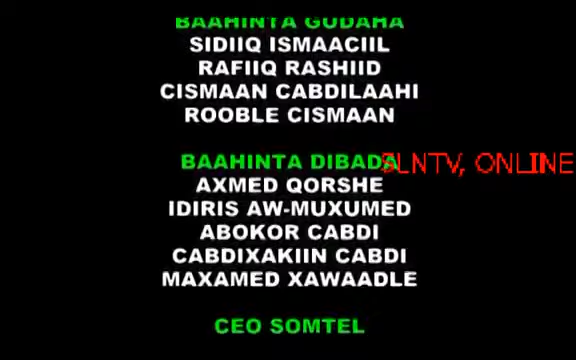 BAAHINTA GUDAHA
SIDIIQ ISMAACIIL
RAFIIQ RASHIID
CISMAAN CABDILAAHI
ROOBLE CISMAAN
BAAHINTA DIBADA
SLNTV, ONLINE
AXMED QORSHE
IDIRIS AW-MUXUMED
ABOKOR CABDI
CABDIXAKIIN CABDI
MAXAMED XAWAADLE
CEO SOMTEL